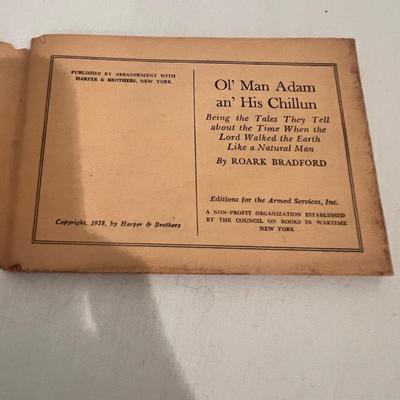 PUBLISHED BY ARRANGEMENT WITH
HARPER & BROTHERS, NEW YORK
Copyright, 1928, by Harper & Brothers
Ol' Man Adam
an' His Chillun
Being the Tales They Tell
about the Time When the
Lord Walked the Earth
Like a Natural Man
By ROARK BRADFORD
Editions for the Armed Services, Inc.
A NON-PROFIT ORGANIZATION ESTABLISHED
BY THE COUNCIL ON BOOKS IN WARTIME
NEW YORK